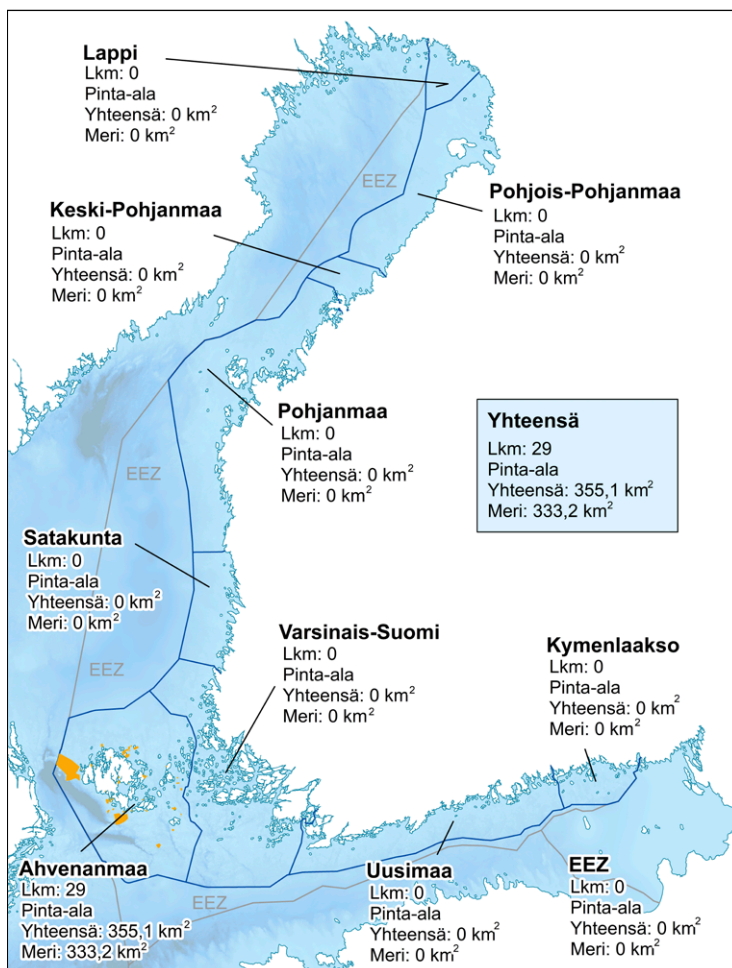 Lappi
Lkm: 0
Pinta-ala
Yhteensä: 0 km²
Meri: 0 km²
EEZ
Pohjois-Pohjanmaa
Lkm: 0
Pinta-ala
Yhteensä: 0 km²
Meri: 0 km²
Keski-Pohjanmaa
Lkm: 0
Pinta-ala
Yhteensä: 0 km²
Meri: 0 km²
Pohjanmaa
Lkm: 0
Pinta-ala
Yhteensä: 0 km²
Meri: 0 km²
Yhteensä
Lkm: 29
Pinta-ala
Yhteensä: 355,1 km²
Meri: 333,2 km²
EEZ
Satakunta
Lkm: 0
Pinta-ala
Yhteensä: 0 km²
Meri: 0 km²
EEZ
Varsinais-Suomi
Lkm: 0
Pinta-ala
Yhteensä: 0 km²
Meri: 0 km²
Kymenlaakso
Lkm: 0
Pinta-ala
Yhteensä: 0 km²
Meri: 0 km²
Ahvenanmaa
Lkm: 29
Pinta-ala
Yhteensä: 355,1 km²
Meri: 333,2 km²
EEZ
Uusimaa
Lkm: 0
Pinta-ala
Yhteensä: 0 km²
Meri: 0 km²
EEZ
Lkm: 0
Pinta-ala
Yhteensä: 0 km²
Meri: 0 km²